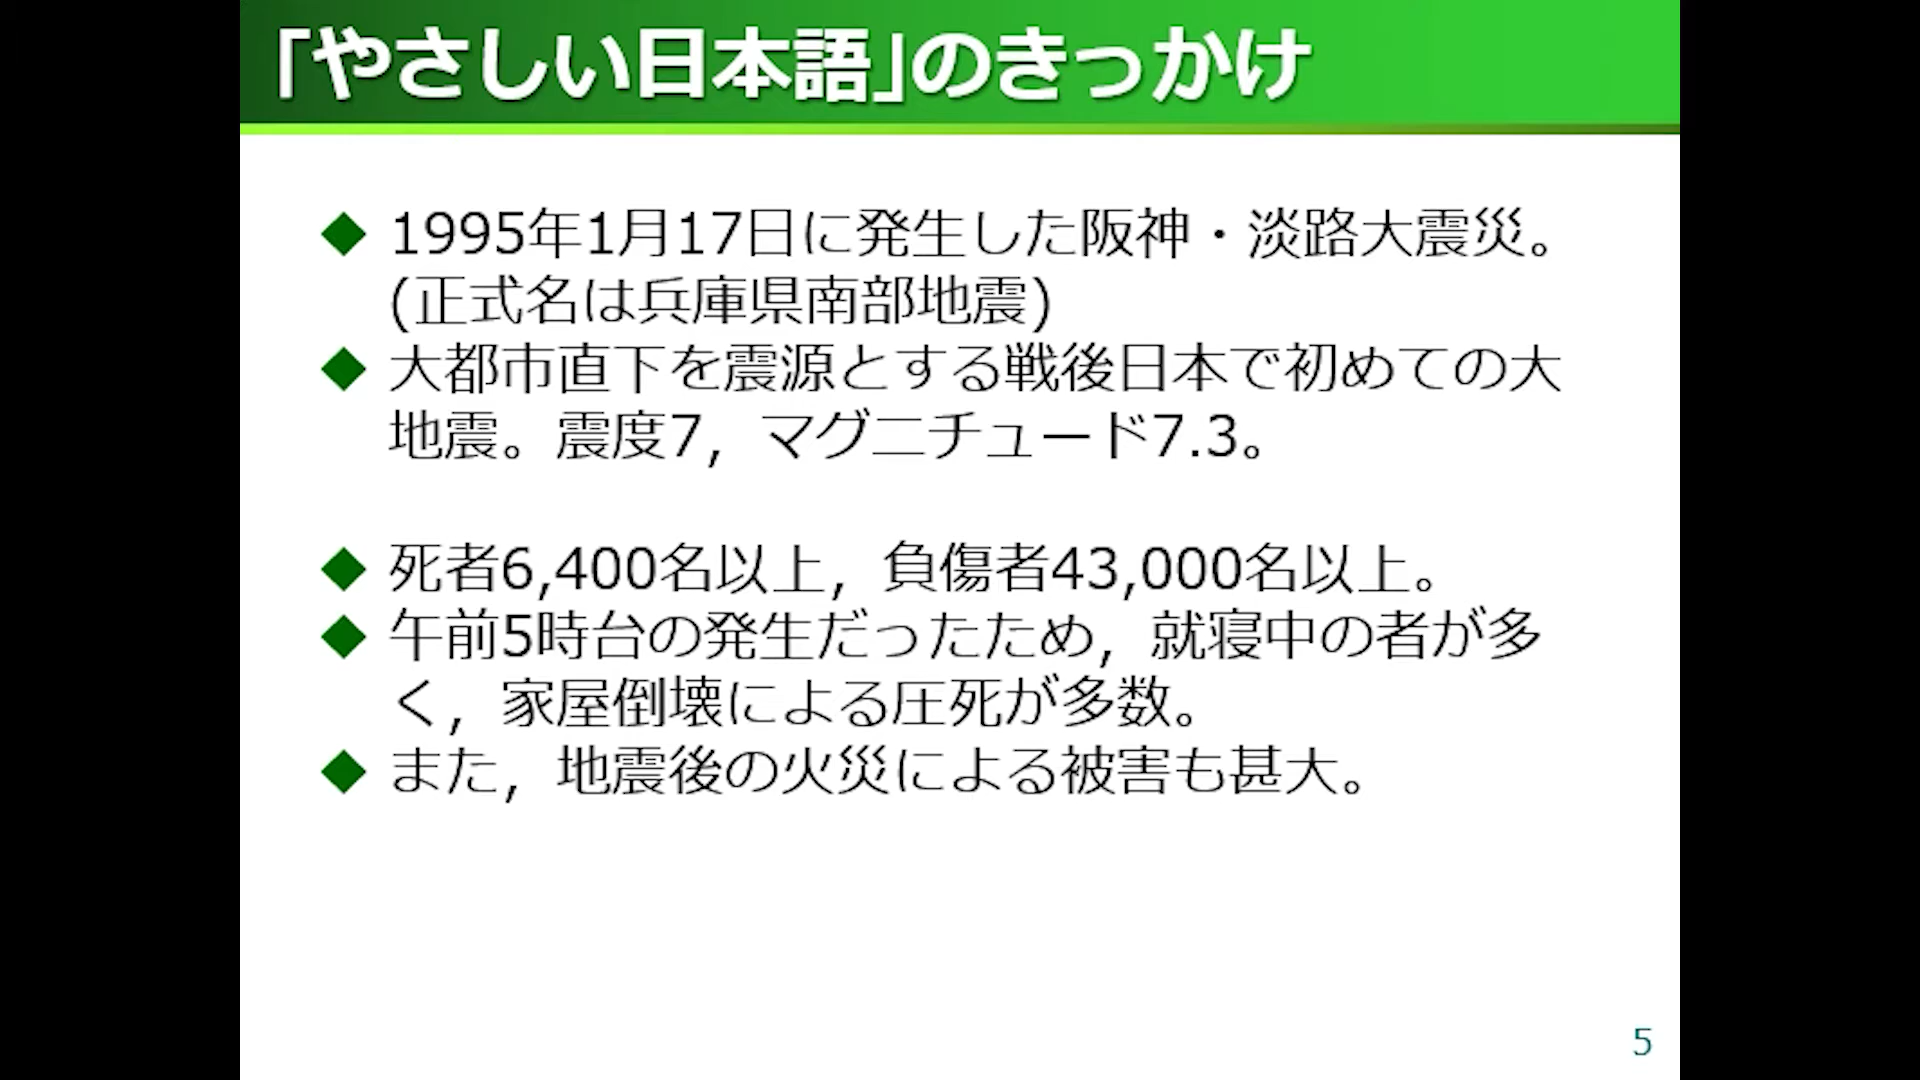 「やさしい日本語」のきっかけ
◆ 1995年1月17日に発生した阪神・淡路大震災。
(正式名は兵庫県南部地震)
◆ 大都市直下を震源とする戦後日本で初めての大
地震。震度7，マグニチュード7.3。
◆ 死者6,400名以上，負傷者43,000名以上。
◆ 午前5時台の発生だったため，就寝中の者が多
く，家屋倒壊による圧死が多数。
◆ また，地震後の火災による被害も甚大。
5